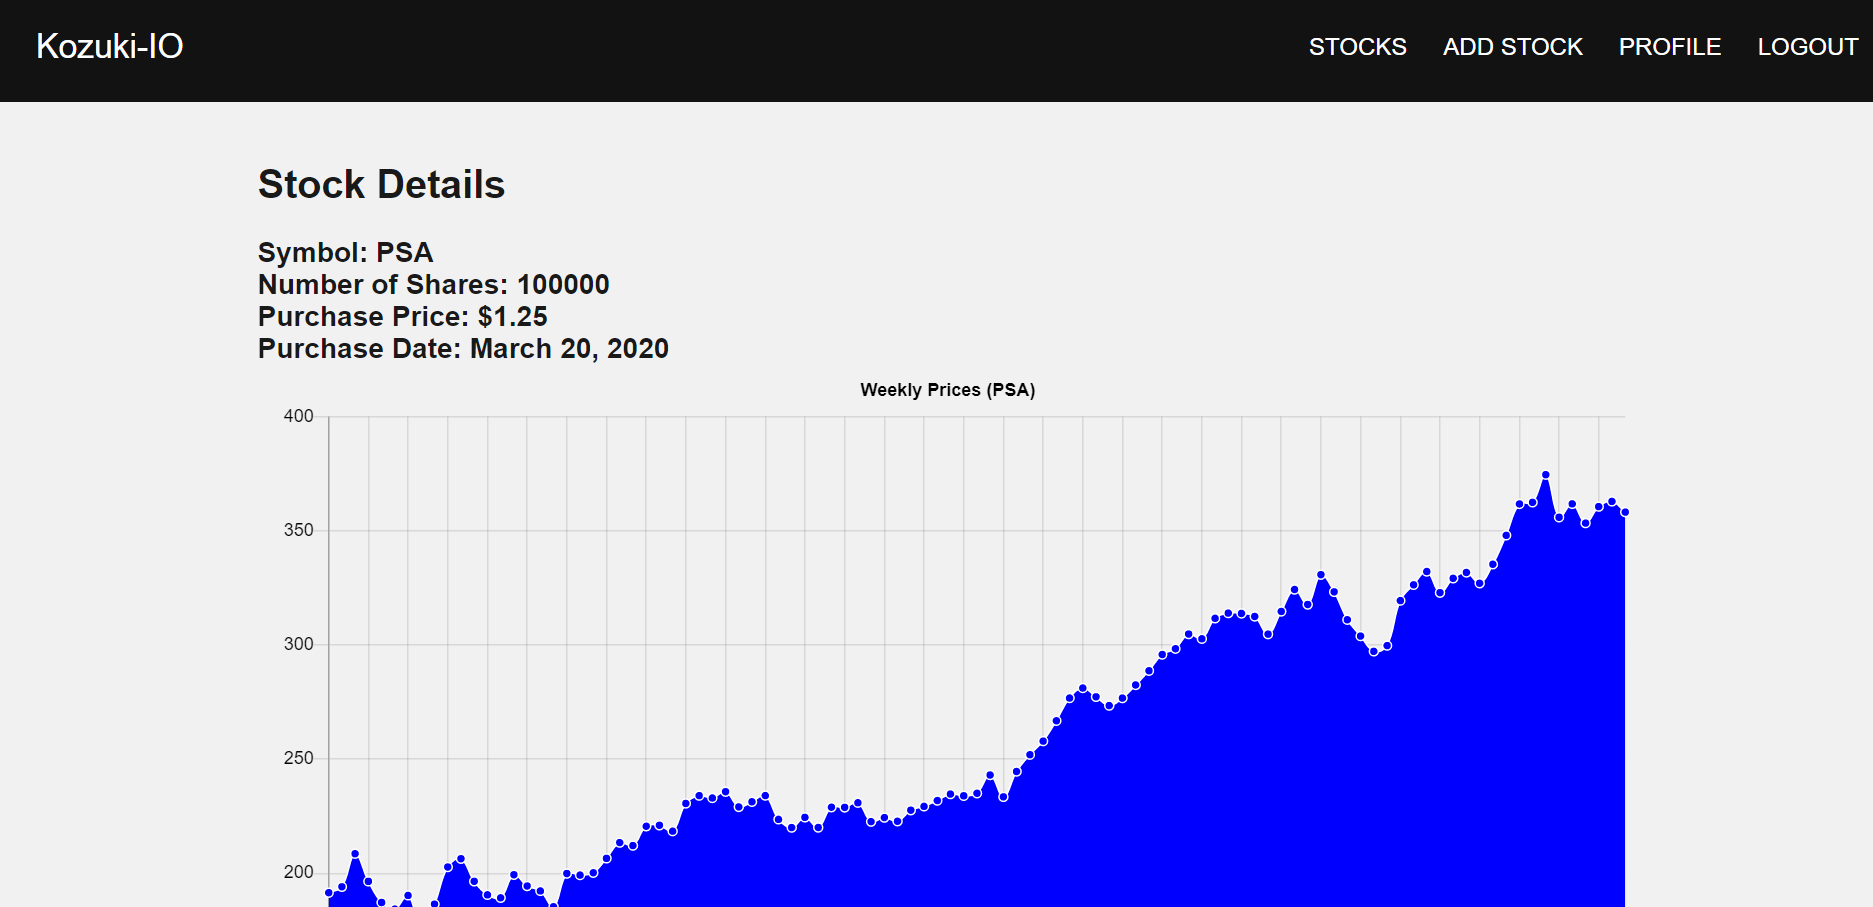 Kozuki-IO
STOCKS ADD STOCK PROFILE LOGOUT
Stock Details
Symbol: PSA
Number of Shares: 100000
Purchase Price: $1.25
Purchase Date: March 20, 2020
Weekly Prices (PSA)
400
350
300
250
200